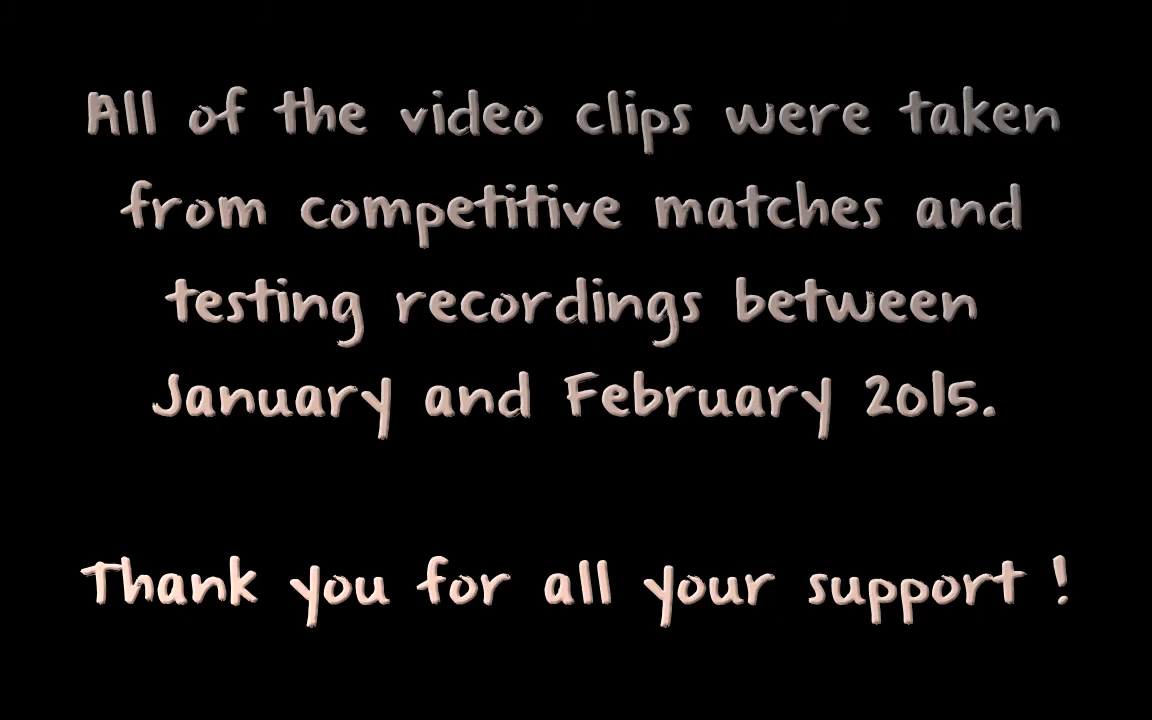 All of the video clips were taken
from competitive matches and
testing recordings between
January and February 2015.
Thank you for all your support !